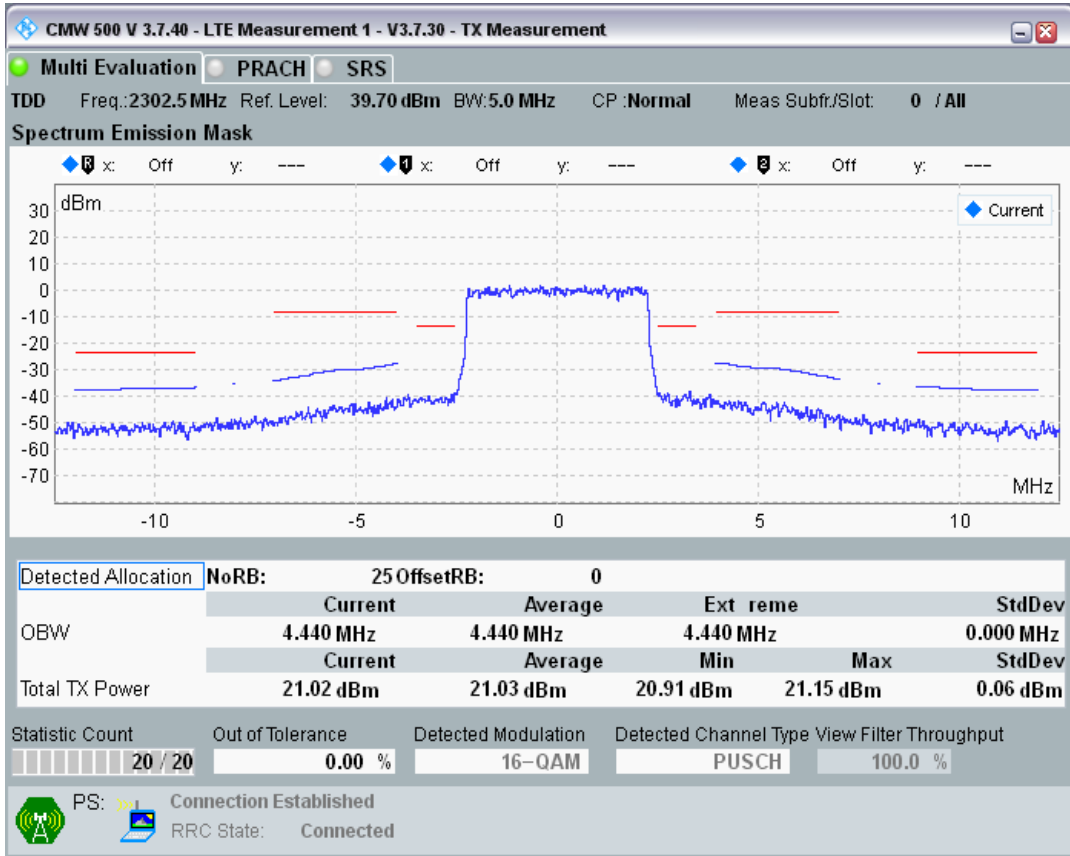 CMW 500 V 3.7.40 - LTE Measurement 1 - V3.7.30 - TX Measurement
Multi Evaluation PRACH SRS
TDD Freq.:2302.5 MHz Ref. Level: 39.70 dBm BW:5.0 MHz CP :Normal Meas Subfr./Slot: 0 / All
Spectrum Emission Mask
R x: Off y: --- 1 x: Off y: --- 2 x: Off y: ---
dBm
Current
30
20
10
0
-10
-20
-30
-40
-50
-60
-70
MHz
-10 -5 0 5 10
Detected Allocation NoRB: 25 OffsetRB: 0
Current Average Ext reme StdDev
OBW 4.440 MHz 4.440 MHz 4.440 MHz 0.000 MHz
Current Average Min Max StdDev
Total TX Power 21.02 dBm 21.03 dBm 20.91 dBm 21.15 dBm 0.06 dBm
Statistic Count Out of Tolerance Detected Modulation Detected Channel Type View Filter Throughput
20 / 20 0.00 % 16-QAM PUSCH 100.0 %
PS: Connection Established
RRC State: Connected